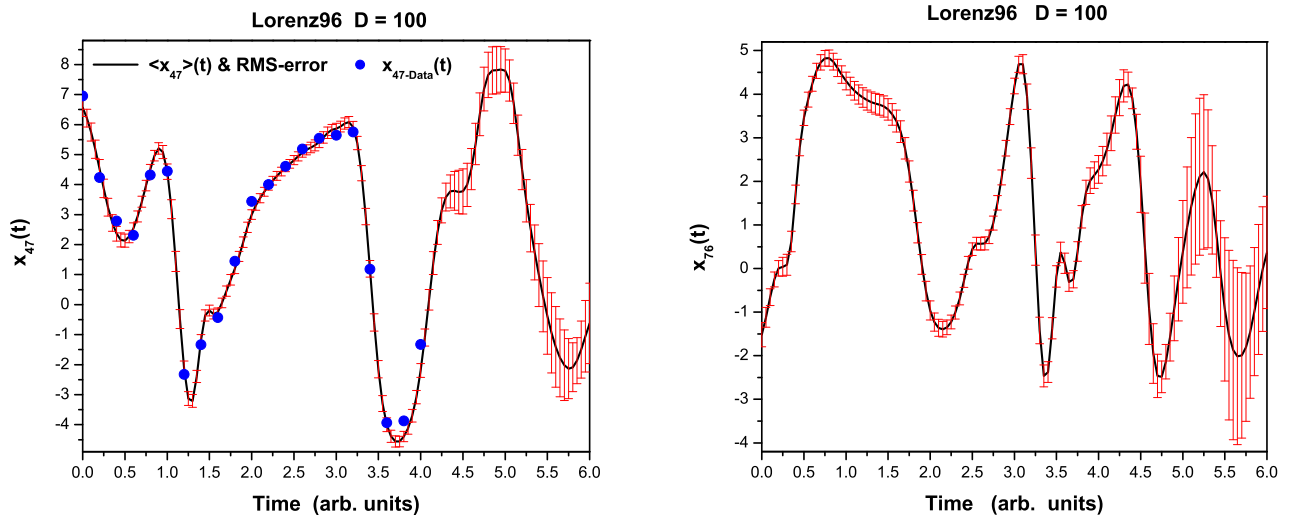 Lorenz96 D = 100
<x47>(t) & RMS-error
x47-Data(t)
x47(t)
8
7
6
5
4
3
2
1
0
-1
-2
-3
-4
0.0 0.5 1.0 1.5 2.0 2.5 3.0 3.5 4.0 4.5 5.0 5.5 6.0
Time (arb. units)
Lorenz96 D = 100
x76(t)
5
4
3
2
1
0
-1
-2
-3
-4
0.0 0.5 1.0 1.5 2.0 2.5 3.0 3.5 4.0 4.5 5.0 5.5 6.0
Time (arb. units)